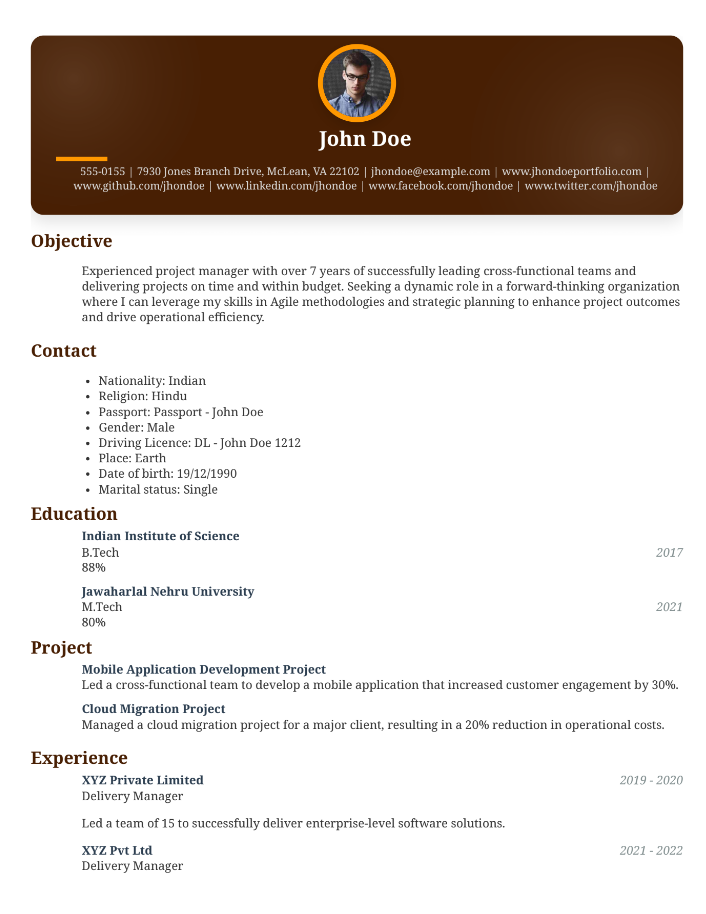 John Doe
555-0155 | 7930 Jones Branch Drive, McLean, VA 22102 | jhondoe@example.com | www.jhondoeportfolio.com |
www.github.com/jhondoe | www.linkedin.com/jhondoe | www.facebook.com/jhondoe | www.twitter.com/jhondoe
Objective
Experienced project manager with over 7 years of successfully leading cross-functional teams and
delivering projects on time and within budget. Seeking a dynamic role in a forward-thinking organization
where I can leverage my skills in Agile methodologies and strategic planning to enhance project outcomes
and drive operational efficiency.
Contact
• Nationality: Indian
• Religion: Hindu
• Passport: Passport - John Doe
• Gender: Male
• Driving Licence: DL - John Doe 1212
• Place: Earth
• Date of birth: 19/12/1990
• Marital status: Single
Education
Indian Institute of Science
B.Tech 2017
88%
Jawaharlal Nehru University
M.Tech 2021
80%
Project
Mobile Application Development Project
Led a cross-functional team to develop a mobile application that increased customer engagement by 30%.
Cloud Migration Project
Managed a cloud migration project for a major client, resulting in a 20% reduction in operational costs.
Experience
XYZ Private Limited 2019 - 2020
Delivery Manager
Led a team of 15 to successfully deliver enterprise-level software solutions.
XYZ Pvt Ltd 2021 - 2022
Delivery Manager